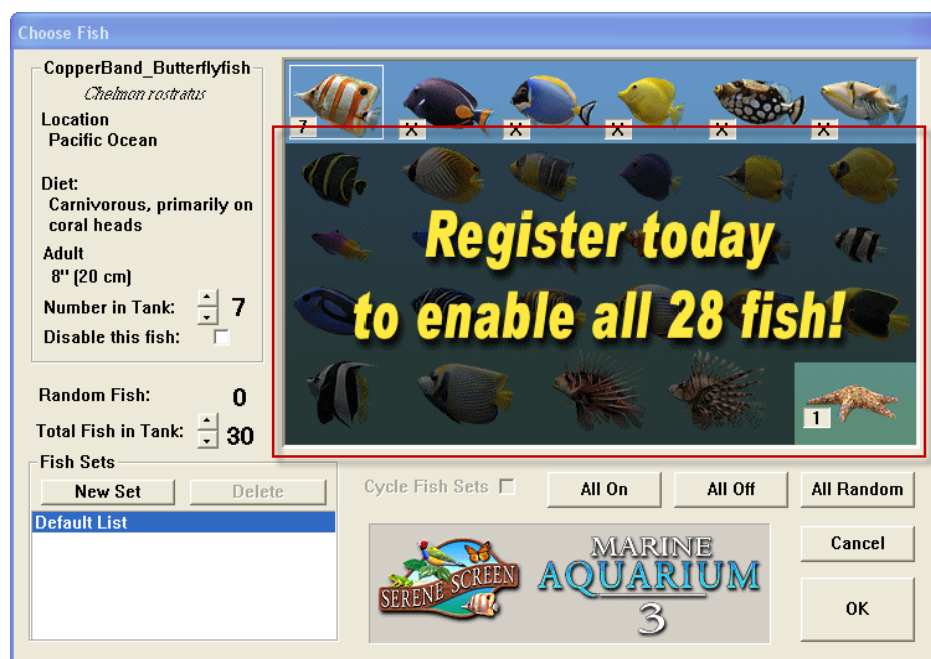 Choose Fish
CopperBand_Butterflyfish
Chelmon rostratus
Location
Pacific Ocean
Diet:
Carnivorous, primarily on
coral heads
Adult
8" (20 cm)
Number in Tank: 7
Disable this fish:
Random Fish: 0
Total Fish in Tank: 30
7 X X X X X
Register today
to enable all 28 fish!
1
Fish Sets
New Set Delete
Default List
Cycle Fish Sets All On All Off All Random
SERENE SCREEN
MARINE
AQUARIUM
3
Cancel
OK